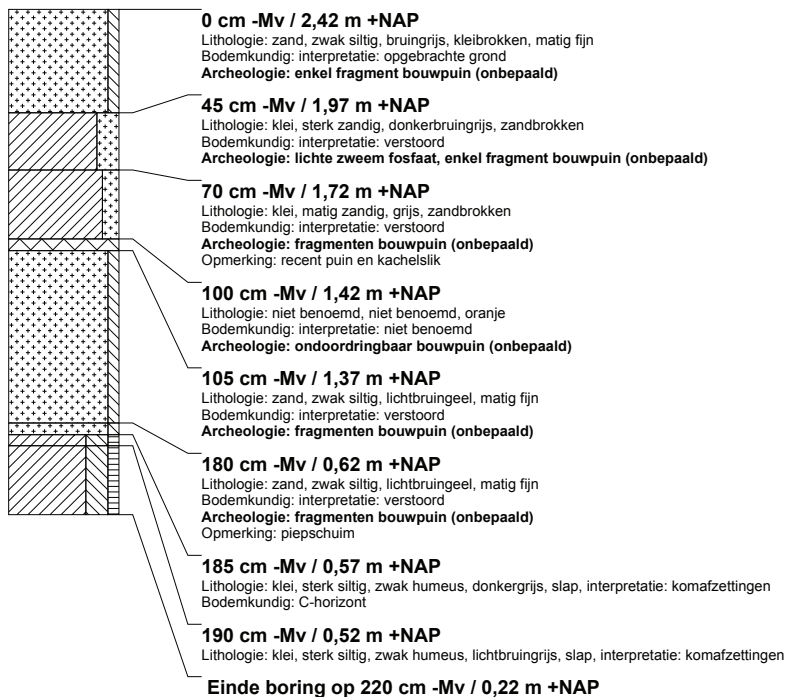 0 cm -Mv / 2,42 m +NAP
Lithologie: zand, zwak siltig, bruingrijs, kleibrokken, matig fijn
Bodemkundig: interpretatie: opgebrachte grond
Archeologie: enkel fragment bouwpuin (onbepaald)
45 cm -Mv / 1,97 m +NAP
Lithologie: klei, sterk zandig, donkerbruingrijs, zandbrokken
Bodemkundig: interpretatie: verstoord
Archeologie: lichte zweem fosfaat, enkel fragment bouwpuin (onbepaald)
70 cm -Mv / 1,72 m +NAP
Lithologie: klei, matig zandig, grijs, zandbrokken
Bodemkundig: interpretatie: verstoord
Archeologie: fragmenten bouwpuin (onbepaald)
Opmerking: recent puin en kachelslik
100 cm -Mv / 1,42 m +NAP
Lithologie: niet benoemd, niet benoemd, oranje
Bodemkundig: interpretatie: niet benoemd
Archeologie: ondoordringbaar bouwpuin (onbepaald)
105 cm -Mv / 1,37 m +NAP
Lithologie: zand, zwak siltig, lichtbruingeel, matig fijn
Bodemkundig: interpretatie: verstoord
Archeologie: fragmenten bouwpuin (onbepaald)
180 cm -Mv / 0,62 m +NAP
Lithologie: zand, zwak siltig, lichtbruingeel, matig fijn
Bodemkundig: interpretatie: verstoord
Archeologie: fragmenten bouwpuin (onbepaald)
Opmerking: piepschuim
185 cm -Mv / 0,57 m +NAP
Lithologie: klei, sterk siltig, zwak humeus, donkergrijs, slap, interpretatie: komafzettingen
Bodemkundig: C-horizont
190 cm -Mv / 0,52 m +NAP
Lithologie: klei, sterk siltig, zwak humeus, lichtbruingrijs, slap, interpretatie: komafzettingen
Einde boring op 220 cm -Mv / 0,22 m +NAP